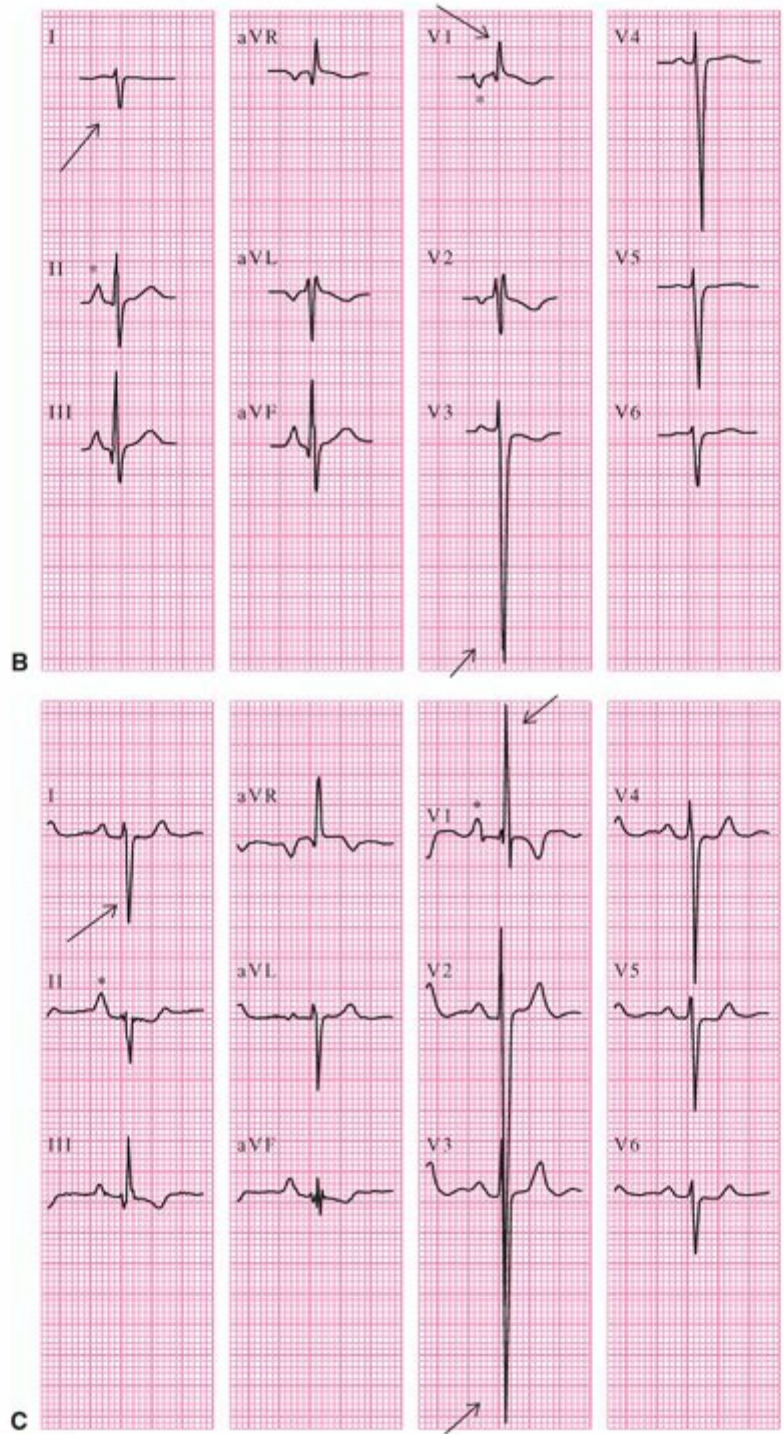 I aVR V1 V4
*
II * aVL V2 V5
III aVF V3 V6
B
I aVR V1 * V4
II * aVL V2 V5
III aVF V3 V6
C